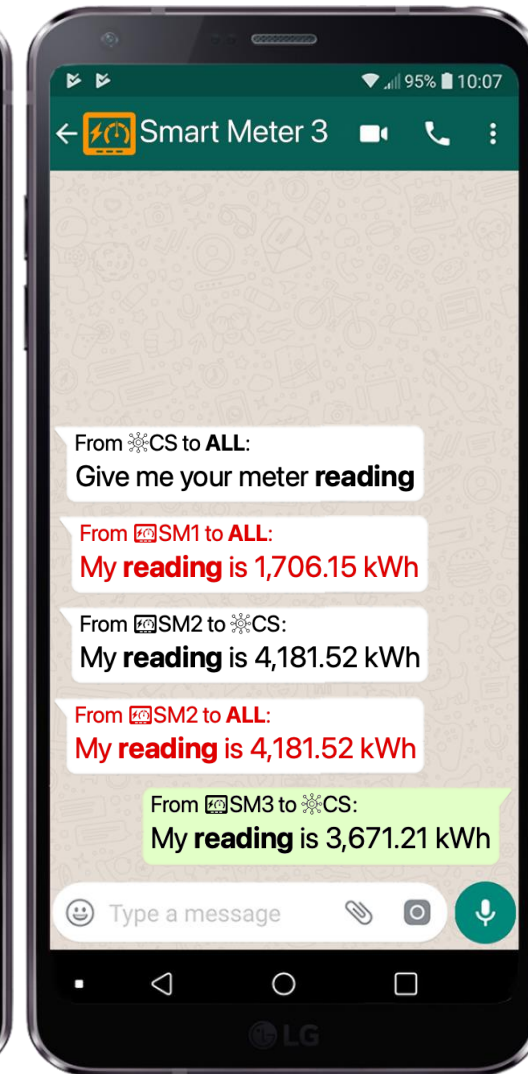 95% 10:07
Smart Meter 3
From CS to ALL:
Give me your meter reading
From SM1 to ALL:
My reading is 1,706.15 kWh
From SM2 to CS:
My reading is 4,181.52 kWh
From SM2 to ALL:
My reading is 4,181.52 kWh
From SM3 to CS:
My reading is 3,671.21 kWh
Type a message
LG